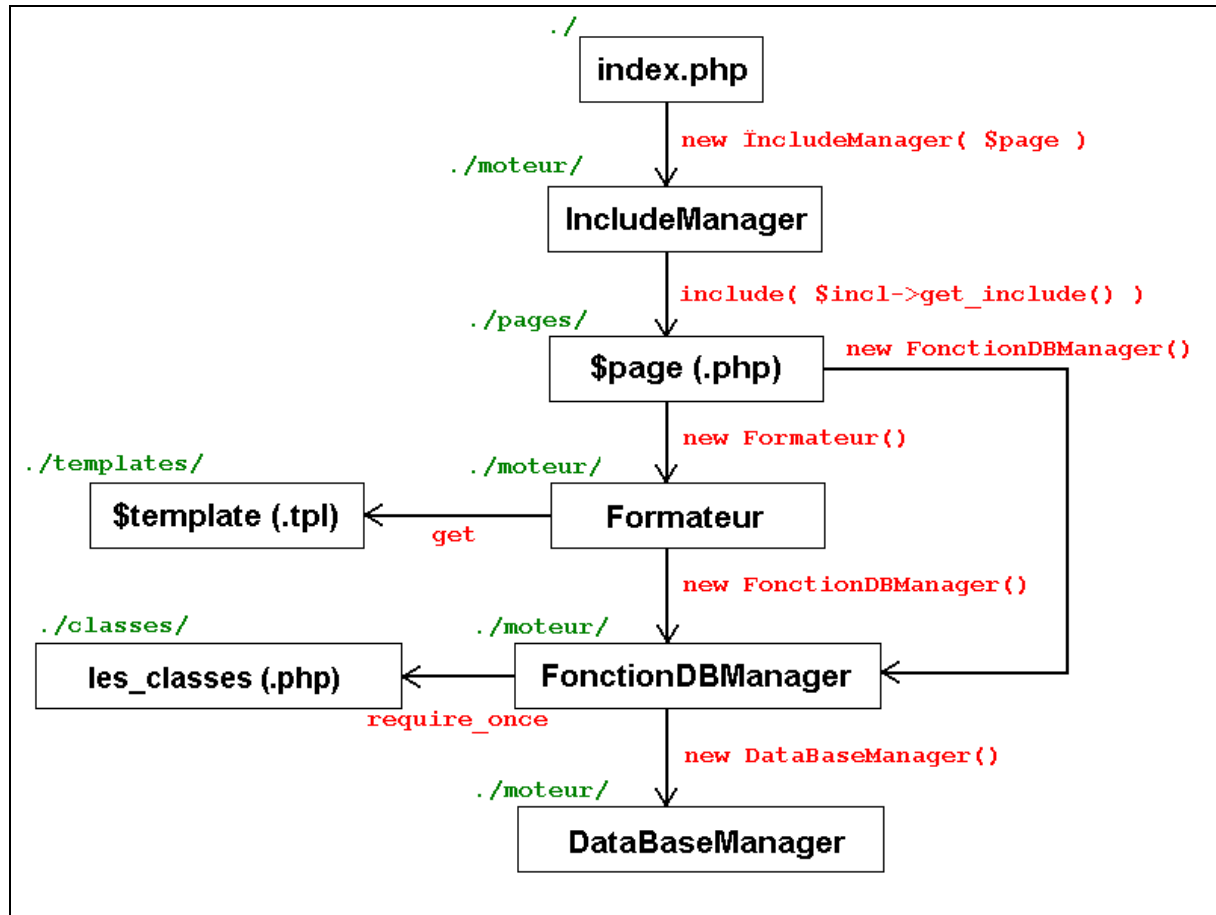 ./
index.php
new ÏncludeManager( $page )
./moteur/
IncludeManager
include( $incl->get_include() )
./pages/
new FonctionDBManager()
$page (.php)
new Formateur()
./templates/
./moteur/
$template (.tpl)
Formateur
get
new FonctionDBManager()
./classes/
./moteur/
les_classes (.php)
FonctionDBManager
require_once
new DataBaseManager()
./moteur/
DataBaseManager